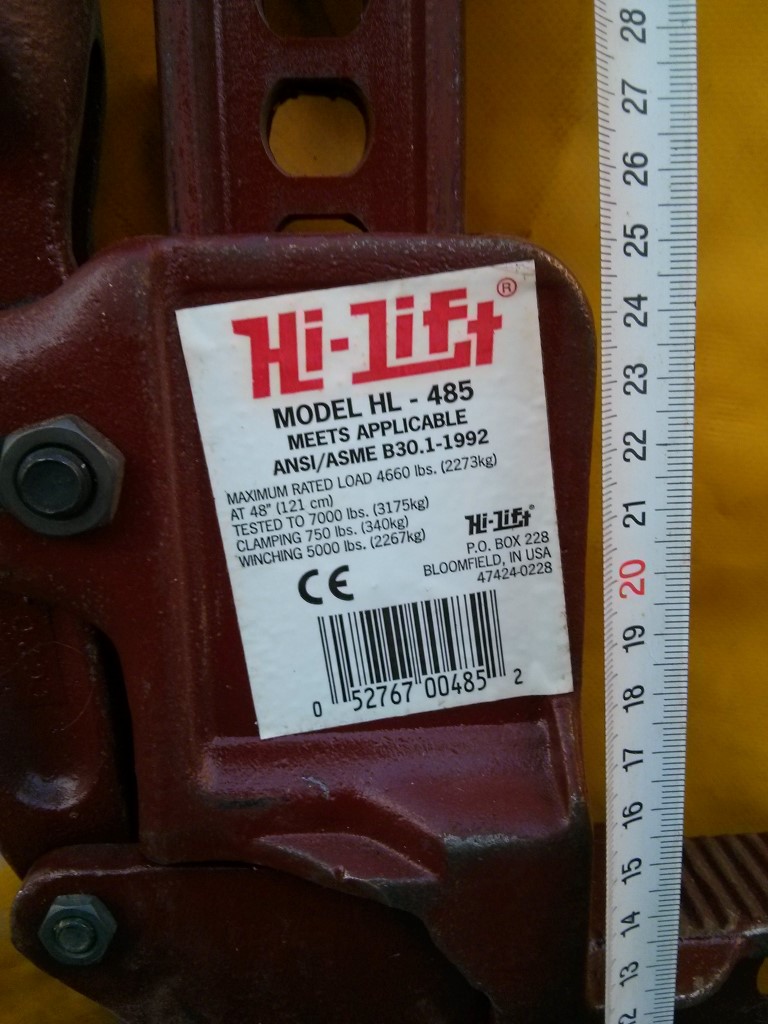 Hi-Lift®
MODEL HL - 485
MEETS APPLICABLE
ANSI/ASME B30.1-1992
MAXIMUM RATED LOAD 4660 lbs. (2273kg)
AT 48" (121 cm)
TESTED TO 7000 lbs. (3175kg)
CLAMPING 750 lbs. (340kg)
WINCHING 5000 lbs. (2267kg)
Hi-Lift®
P.O. BOX 228
BLOOMFIELD, IN USA
47424-0228
CE
0 52767 00485 2
28
27
26
25
24
23
22
21
20
19
18
17
16
15
14
13